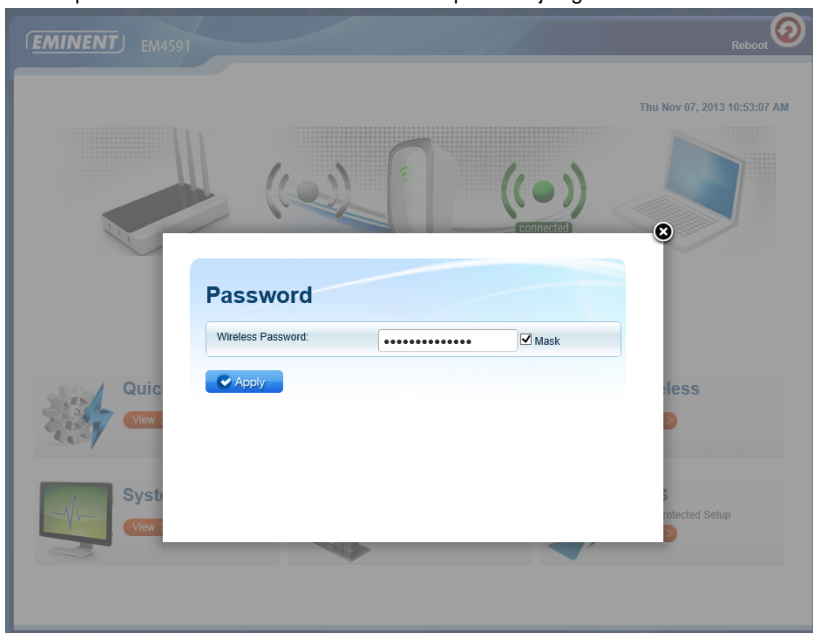 EMINENT EM4591
Reboot
Thu Nov 07, 2013 10:53:07 AM
connected
Password
Wireless Password:
•••••••••••••• Mask
Apply
View
View
Setup